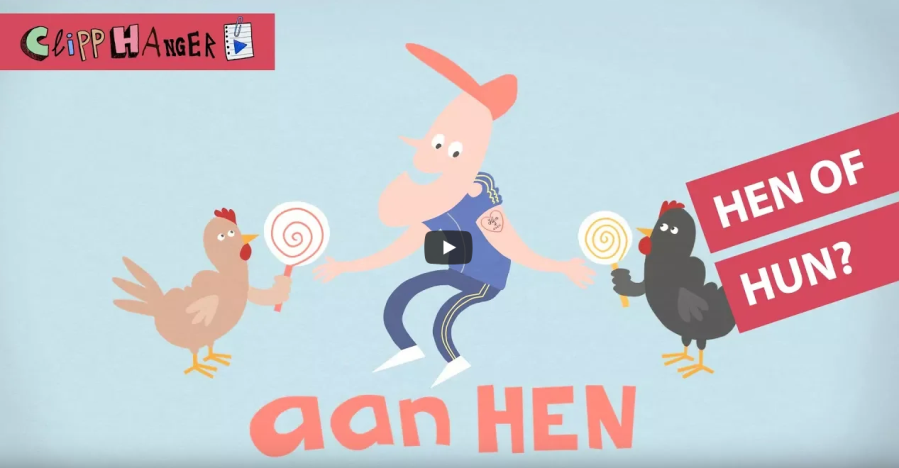 CLIPPHANGER
HEN OF
HUN?
aan HEN